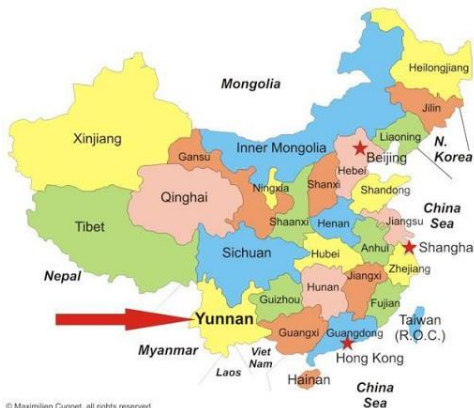 Heilongjiang
Mongolia
Jilin
Xinjiang
Inner Mongolia
Liaoning
N.
Korea
Gansu
Beijing
Hebei
Ningxia
Shanxi
Shandong
Qinghai
Shaanxi
Jiangsu
China
Sea
Tibet
Henan
Anhui
Shangha
Sichuan
Hubei
Zhejiang
Nepal
Hunan
Jiangxi
Guizhou
Fujian
Yunnan
Taiwan
(R.O.C.)
Guangxi
Guangdong
Myanmar
Viet
Nam
Hong Kong
Laos
Hainan
China
Sea
© Maximilien Cugnet, all rights reserved